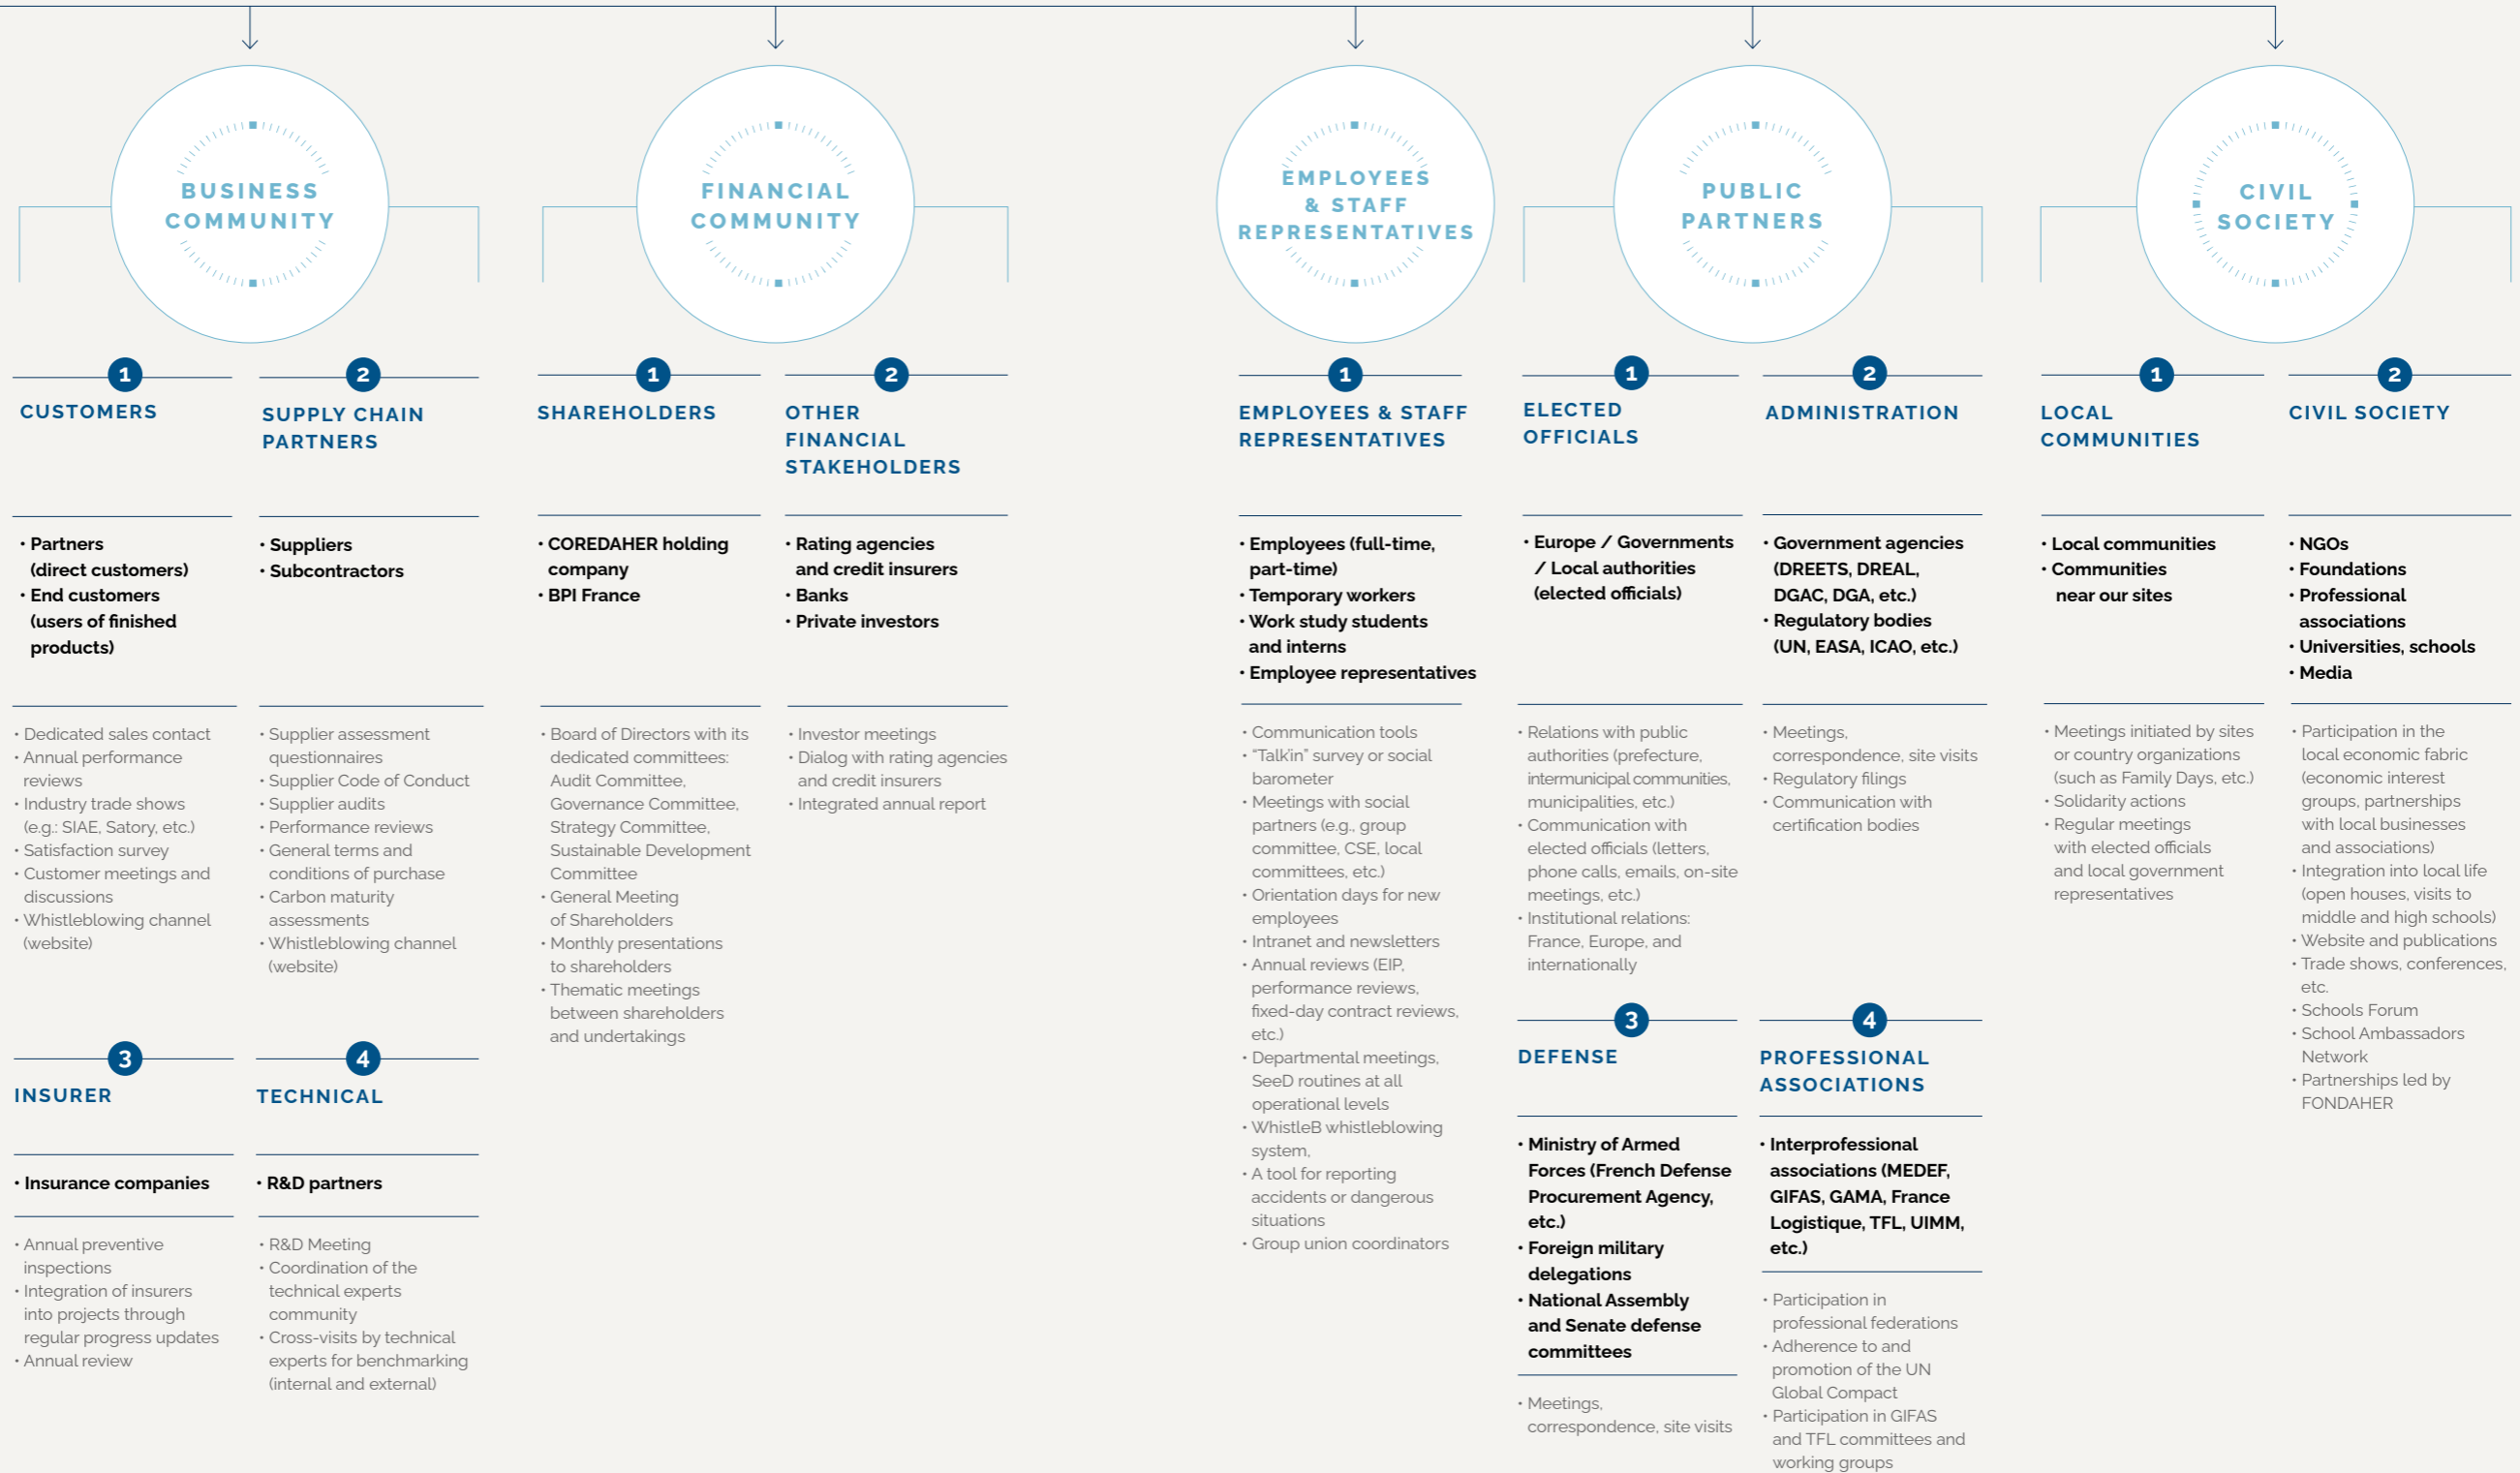 BUSINESS
COMMUNITY
1
CUSTOMERS
• Partners
(direct customers)
• End customers
(users of finished
products)
• Dedicated sales contact
• Annual performance
reviews
• Industry trade shows
(e.g.: SIAE, Satory, etc.)
• Satisfaction survey
• Customer meetings and
discussions
• Whistleblowing channel
(website)
2
SUPPLY CHAIN
PARTNERS
• Suppliers
• Subcontractors
• Supplier assessment
questionnaires
• Supplier Code of Conduct
• Supplier audits
• Performance reviews
• General terms and
conditions of purchase
• Carbon maturity
assessments
• Whistleblowing channel
(website)
3
INSURER
• Insurance companies
• Annual preventive
inspections
• Integration of insurers
into projects through
regular progress updates
• Annual review
4
TECHNICAL
• R&D partners
• R&D Meeting
• Coordination of the
technical experts
community
• Cross-visits by technical
experts for benchmarking
(internal and external)
FINANCIAL
COMMUNITY
1
SHAREHOLDERS
• COREDAHER holding
company
• BPI France
• Board of Directors with its
dedicated committees:
Audit Committee,
Governance Committee,
Strategy Committee,
Sustainable Development
Committee
• General Meeting
of Shareholders
• Monthly presentations
to shareholders
• Thematic meetings
between shareholders
and undertakings
2
OTHER
FINANCIAL
STAKEHOLDERS
• Rating agencies
and credit insurers
• Banks
• Private investors
• Investor meetings
• Dialog with rating agencies
and credit insurers
• Integrated annual report
EMPLOYEES
& STAFF
REPRESENTATIVES
1
EMPLOYEES & STAFF
REPRESENTATIVES
• Employees (full-time,
part-time)
• Temporary workers
• Work study students
and interns
• Employee representatives
• Communication tools
• “Talk’in” survey or social
barometer
• Meetings with social
partners (e.g., group
committee, CSE, local
committees, etc.)
• Orientation days for new
employees
• Intranet and newsletters
• Annual reviews (EIP,
performance reviews,
fixed-day contract reviews,
etc.)
• Departmental meetings,
SeeD routines at all
operational levels
• WhistleB whistleblowing
system,
• A tool for reporting
accidents or dangerous
situations
• Group union coordinators
PUBLIC
PARTNERS
1
ELECTED
OFFICIALS
• Europe / Governments
/ Local authorities
(elected officials)
• Relations with public
authorities (prefecture,
intermunicipal communities,
municipalities, etc.)
• Communication with
elected officials (letters,
phone calls, emails, on-site
meetings, etc.)
• Institutional relations:
France, Europe, and
internationally
2
ADMINISTRATION
• Government agencies
(DREETS, DREAL,
DGAC, DGA, etc.)
• Regulatory bodies
(UN, EASA, ICAO, etc.)
• Meetings,
correspondence, site visits
• Regulatory filings
• Communication with
certification bodies
3
DEFENSE
• Ministry of Armed
Forces (French Defense
Procurement Agency,
etc.)
• Foreign military
delegations
• National Assembly
and Senate defense
committees
• Meetings,
correspondence, site visits
4
PROFESSIONAL
ASSOCIATIONS
• Interprofessional
associations (MEDEF,
GIFAS, GAMA, France
Logistique, TFL, UIMM,
etc.)
• Participation in
professional federations
• Adherence to and
promotion of the UN
Global Compact
• Participation in GIFAS
and TFL committees and
working groups
CIVIL
SOCIETY
1
LOCAL
COMMUNITIES
• Local communities
• Communities
near our sites
• Meetings initiated by sites
or country organizations
(such as Family Days, etc.)
• Solidarity actions
• Regular meetings
with elected officials
and local government
representatives
2
CIVIL SOCIETY
• NGOs
• Foundations
• Professional
associations
• Universities, schools
• Media
• Participation in the
local economic fabric
(economic interest
groups, partnerships
with local businesses
and associations)
• Integration into local life
(open houses, visits to
middle and high schools)
• Website and publications
• Trade shows, conferences,
etc.
• Schools Forum
• School Ambassadors
Network
• Partnerships led by
FONDAHER